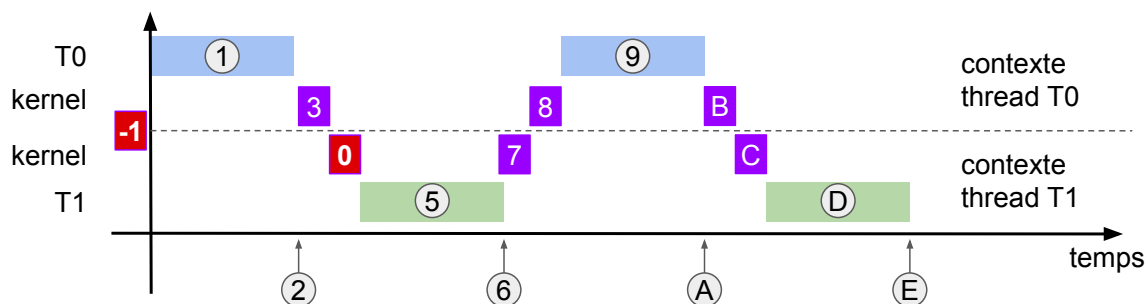 T0 1 9
contexte
thread T0
kernel 3 8 B
-1
kernel 0 7 C
contexte
thread T1
T1 5 D
temps
2 6 A E